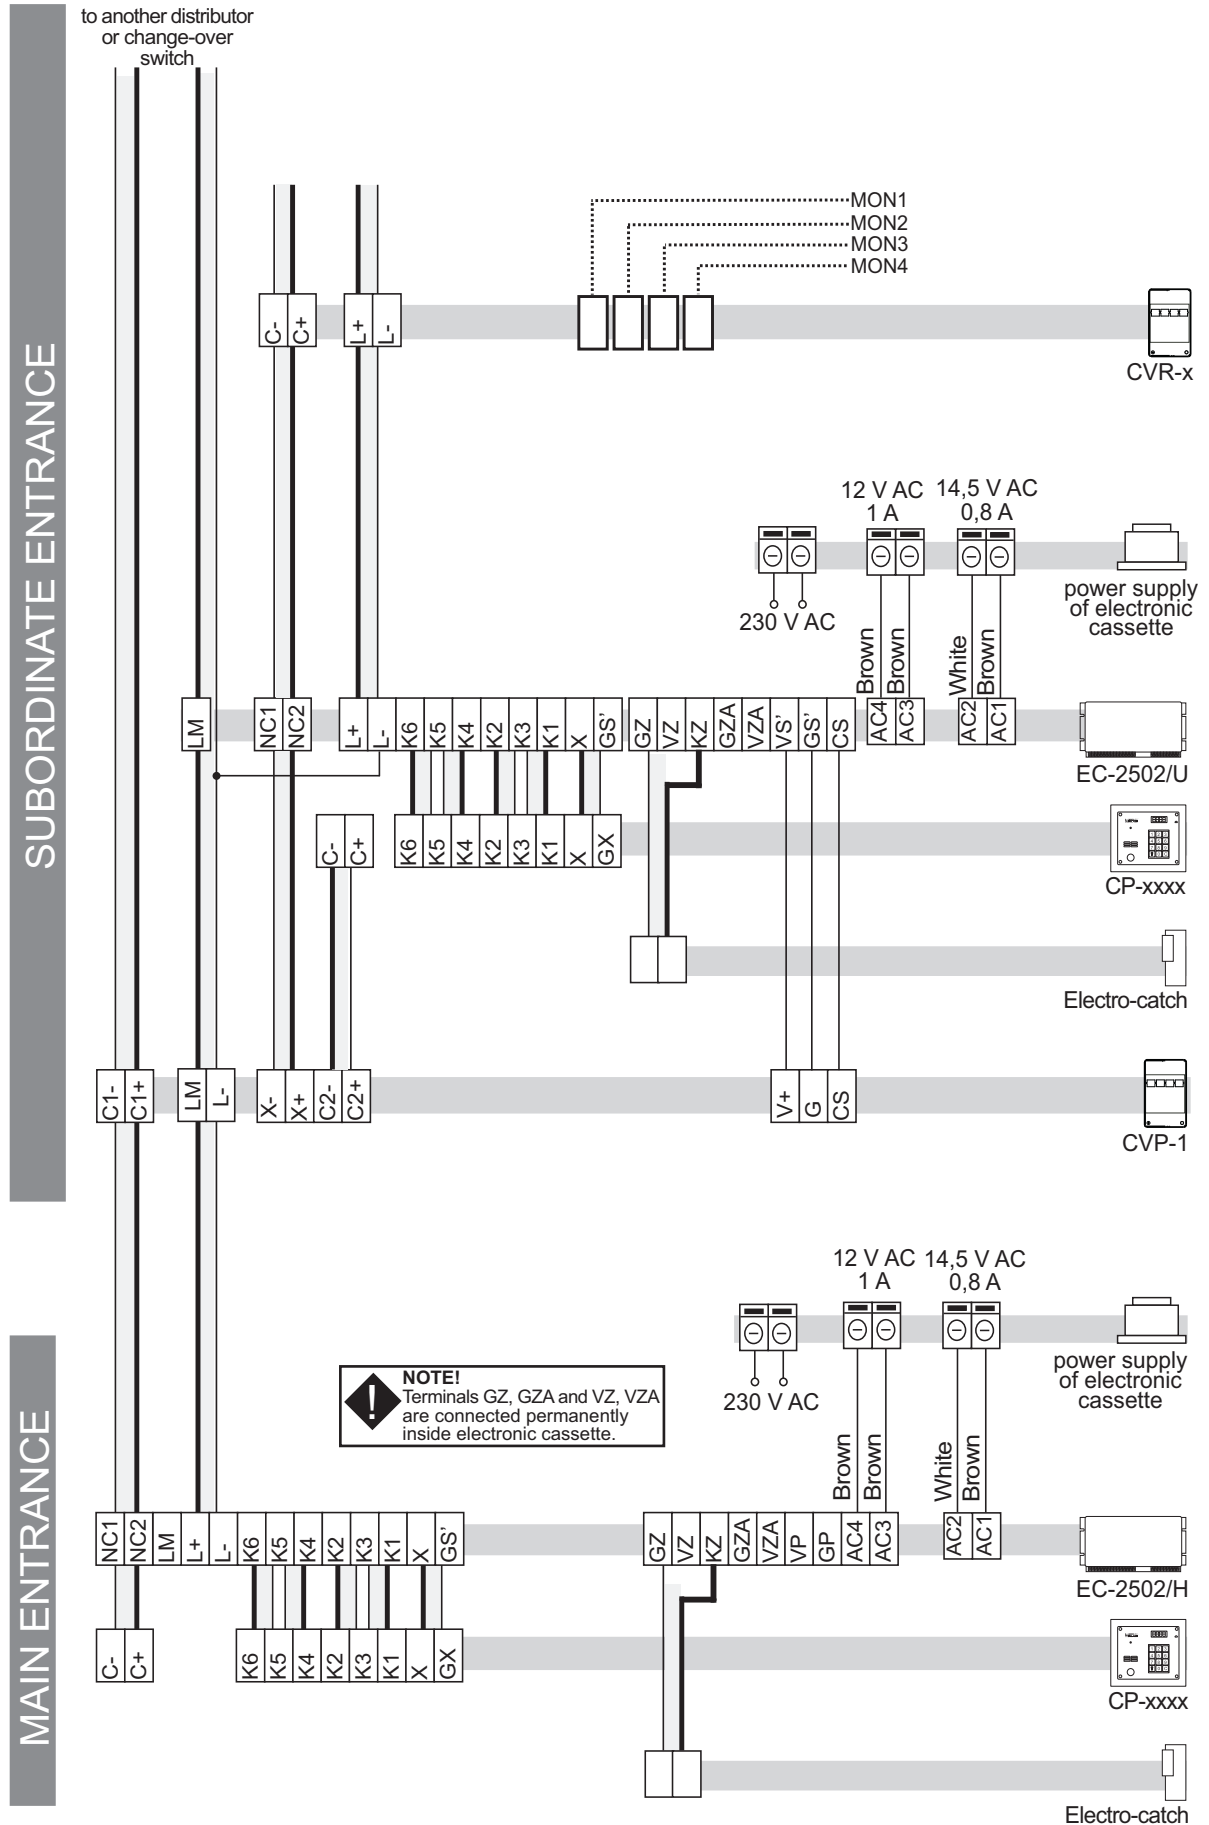 to another distributor
or change-over
switch
SUBORDINATE ENTRANCE
MON1
MON2
MON3
MON4
C- C+ L+ L-
CVR-x
12 V AC 14,5 V AC
1 A 0,8 A
230 V AC
power supply
of electronic
cassette
Brown Brown White Brown
LM NC1 NC2 L+ L- K6 K5 K4 K2 K3 K1 X GS' GZ VZ KZ GZA VZA VS' GS' CS AC4 AC3 AC2 AC1
EC-2502/U
C- C+ K6 K5 K4 K2 K3 K1 X GX
CP-xxxx
Electro-catch
C1- C1+ LM L- X- X+ C2- C2+ V+ G CS
CVP-1
MAIN ENTRANCE
12 V AC 14,5 V AC
1 A 0,8 A
230 V AC
power supply
of electronic
cassette
! NOTE!
Terminals GZ, GZA and VZ, VZA
are connected permanently
inside electronic cassette.
Brown Brown White Brown
NC1 NC2 LM L+ L- K6 K5 K4 K2 K3 K1 X GS' GZ VZ KZ GZA VZA VP GP AC4 AC3 AC2 AC1
EC-2502/H
C- C+ K6 K5 K4 K2 K3 K1 X GX
CP-xxxx
Electro-catch